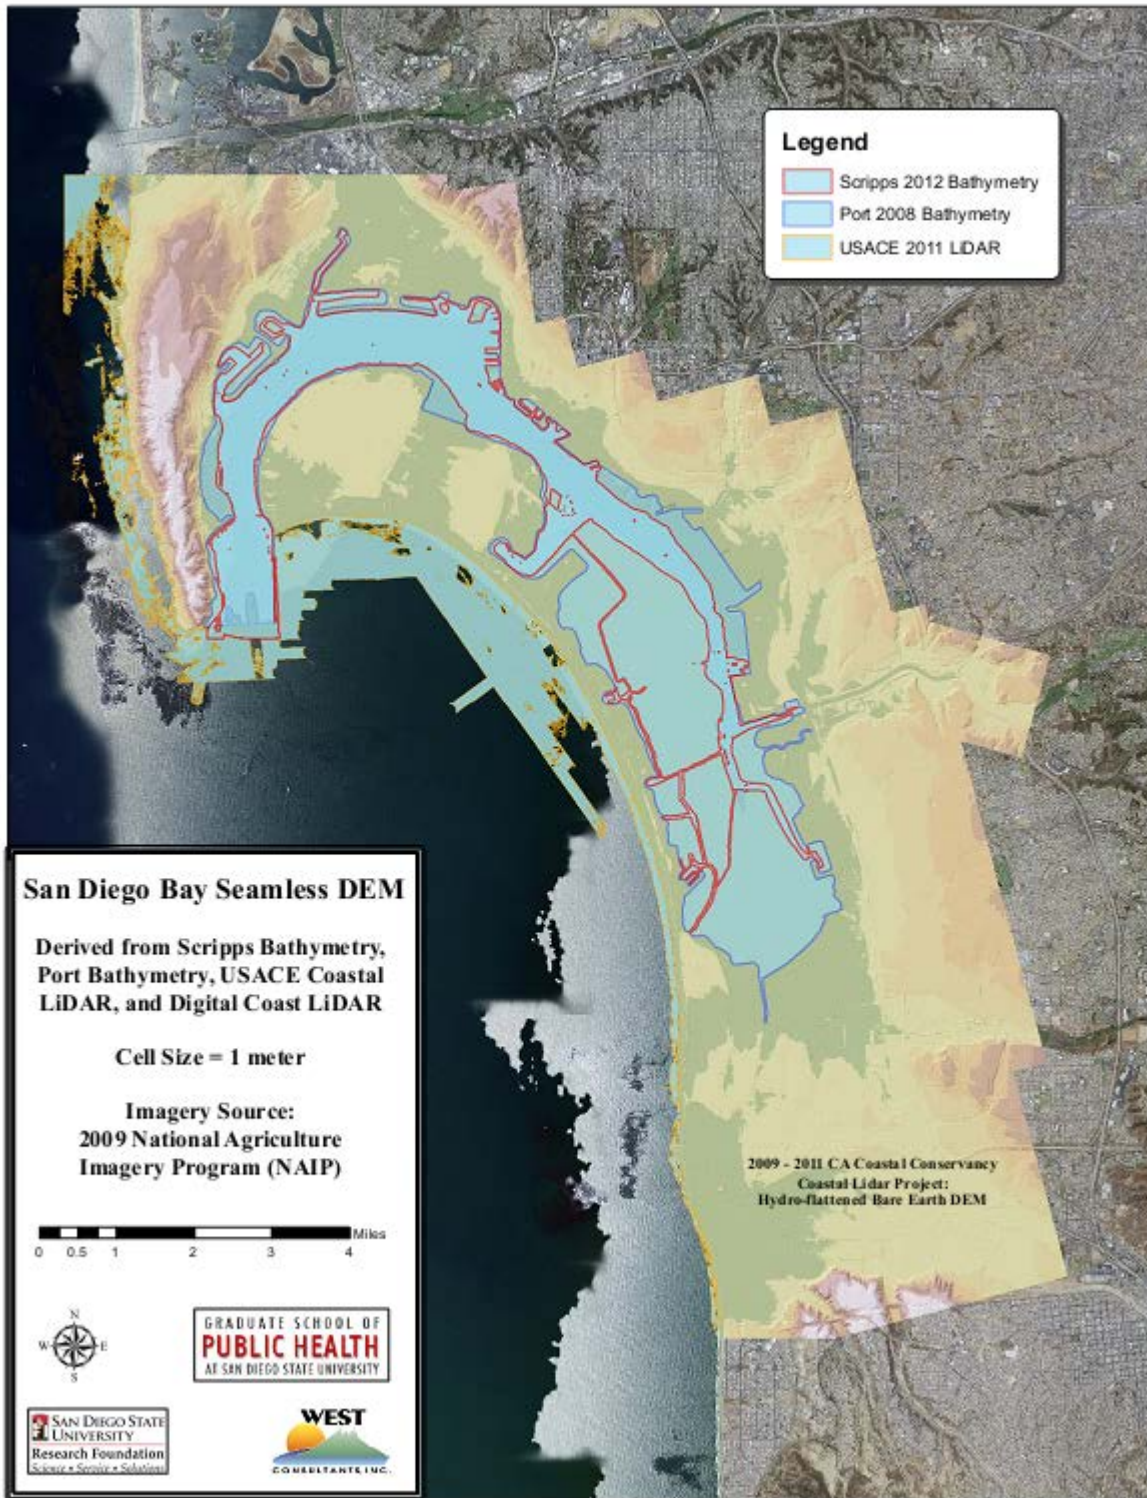 Legend
Scripps 2012 Bathymetry
Port 2008 Bathymetry
USACE 2011 LiDAR
San Diego Bay Seamless DEM
Derived from Scripps Bathymetry,
Port Bathymetry, USACE Coastal
LiDAR, and Digital Coast LiDAR
Cell Size = 1 meter
Imagery Source:
2009 National Agriculture
Imagery Program (NAIP)
Miles
0 0.5 1 2 3 4
N
W E
S
GRADUATE SCHOOL OF
PUBLIC HEALTH
AT SAN DIEGO STATE UNIVERSITY
SAN DIEGO STATE
UNIVERSITY
Research Foundation
Science • Service • Solutions
WEST
CONSULTANTS, INC.
2009 - 2011 CA Coastal Conservancy
Coastal Lidar Project:
Hydro-flattened Bare Earth DEM